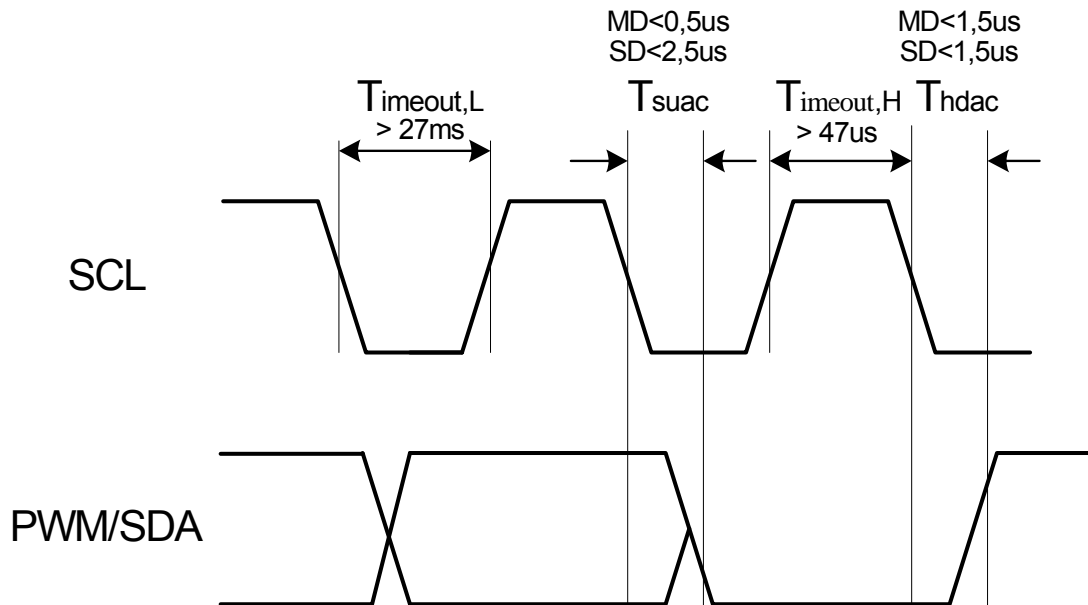 MD<0,5us
SD<2,5us
MD<1,5us
SD<1,5us
Timeout,L
> 27ms
Tsuac
Timeout,H
> 47us
Thdac
SCL
PWM/SDA